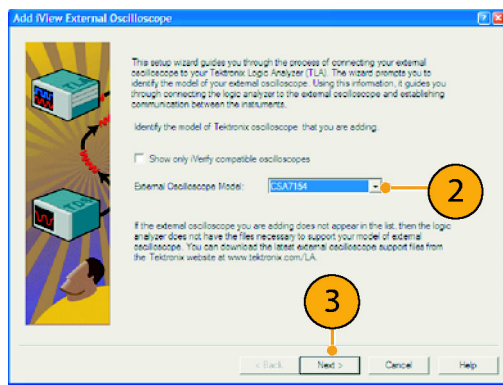 Add iView External Oscilloscope
TLA
This setup wizard guides you through the process of connecting your external
oscilloscope to your Tektronix Logic Analyzer (TLA). The wizard prompts you to
identify the model of your external oscilloscope. Using this information, it guides you
through connecting the logic analyzer to the external oscilloscope and establishing
communication between the instruments.
Identify the model of Tektronix oscilloscope that you are adding.
Show only iVerify compatible oscilloscopes
External Oscilloscope Model:
CSA7154
2
TDS
If the external oscilloscope you are adding does not appear in the list, then the logic
analyzer does not have the files necessary to support your model of external
oscilloscope. You can download the latest external oscilloscope support files from
the Tektronix website at www.tektronix.com/LA.
3
< Back
Next >
Cancel
Help